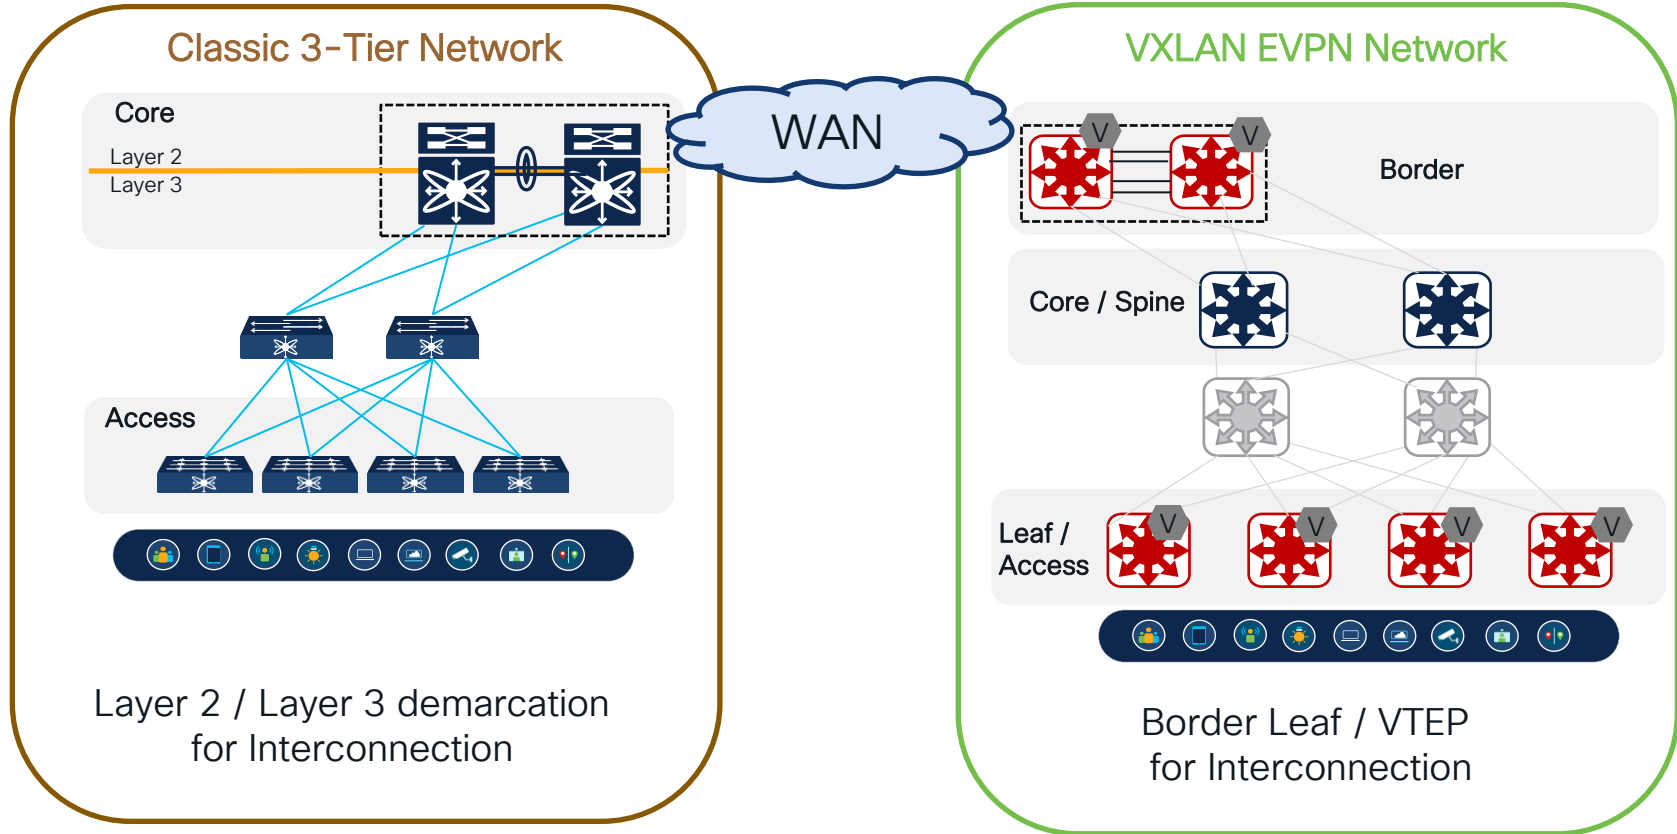 Classic 3-Tier Network
Core
Layer 2
Layer 3
Access
Layer 2 / Layer 3 demarcation
for Interconnection
WAN
VXLAN EVPN Network
V
V
Border
Core / Spine
Leaf /
Access
V
V
V
V
Border Leaf / VTEP
for Interconnection